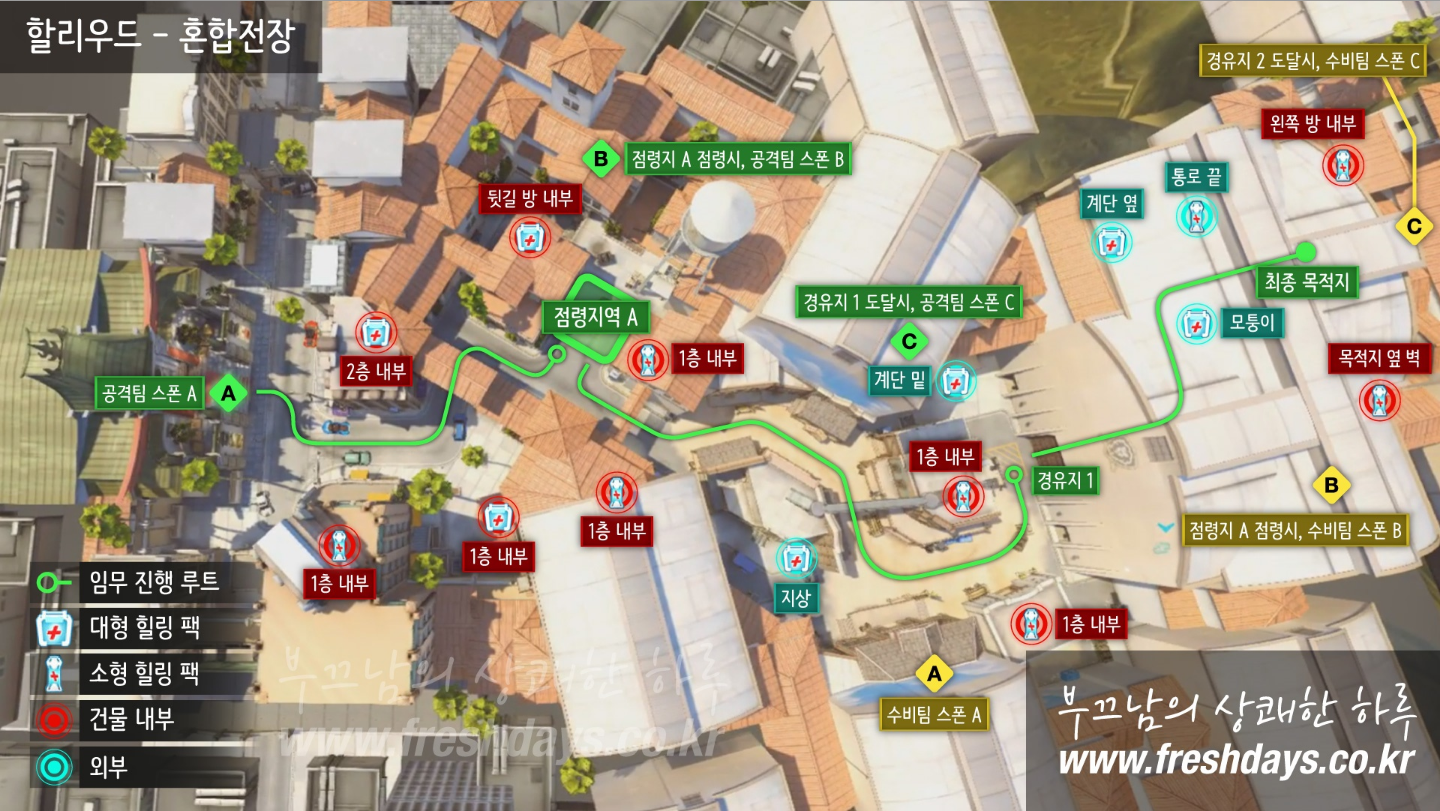 할리우드 - 혼합전장
경유지 2 도달시, 수비팀 스폰 C
왼쪽 방 내부
B
점령지 A 점령시, 공격팀 스폰 B
통로 끝
뒷길 방 내부
계단 옆
C
최종 목적지
점령지역 A
경유지 1 도달시, 공격팀 스폰 C
모퉁이
C
2층 내부
1층 내부
목적지 옆 벽
공격팀 스폰 A
A
계단 밑
1층 내부
경유지 1
B
1층 내부
점령지 A 점령시, 수비팀 스폰 B
1층 내부
1층 내부
지상
1층 내부
A
수비팀 스폰 A
임무 진행 루트
대형 힐링 팩
소형 힐링 팩
건물 내부
외부
부끄남의 상쾌한 하루
www.freshdays.co.kr
부끄남의 상쾌한 하루
www.freshdays.co.kr